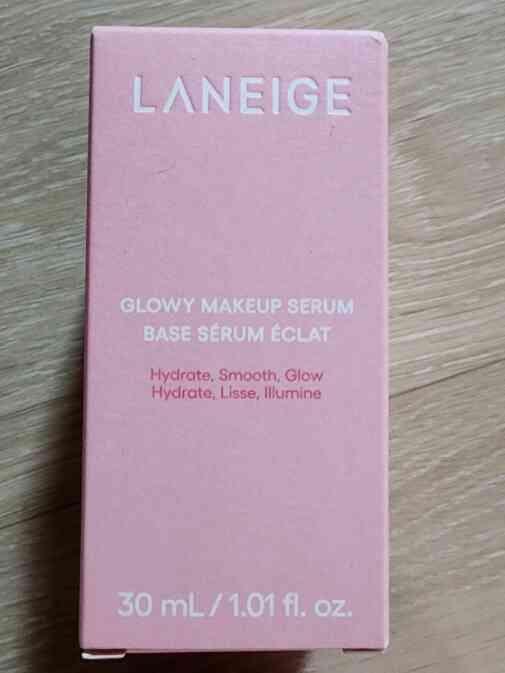 LANEIGE
GLOWY MAKEUP SERUM
BASE SÉRUM ÉCLAT
Hydrate, Smooth, Glow
Hydrate, Lisse, Illumine
30 mL / 1.01 fl. oz.